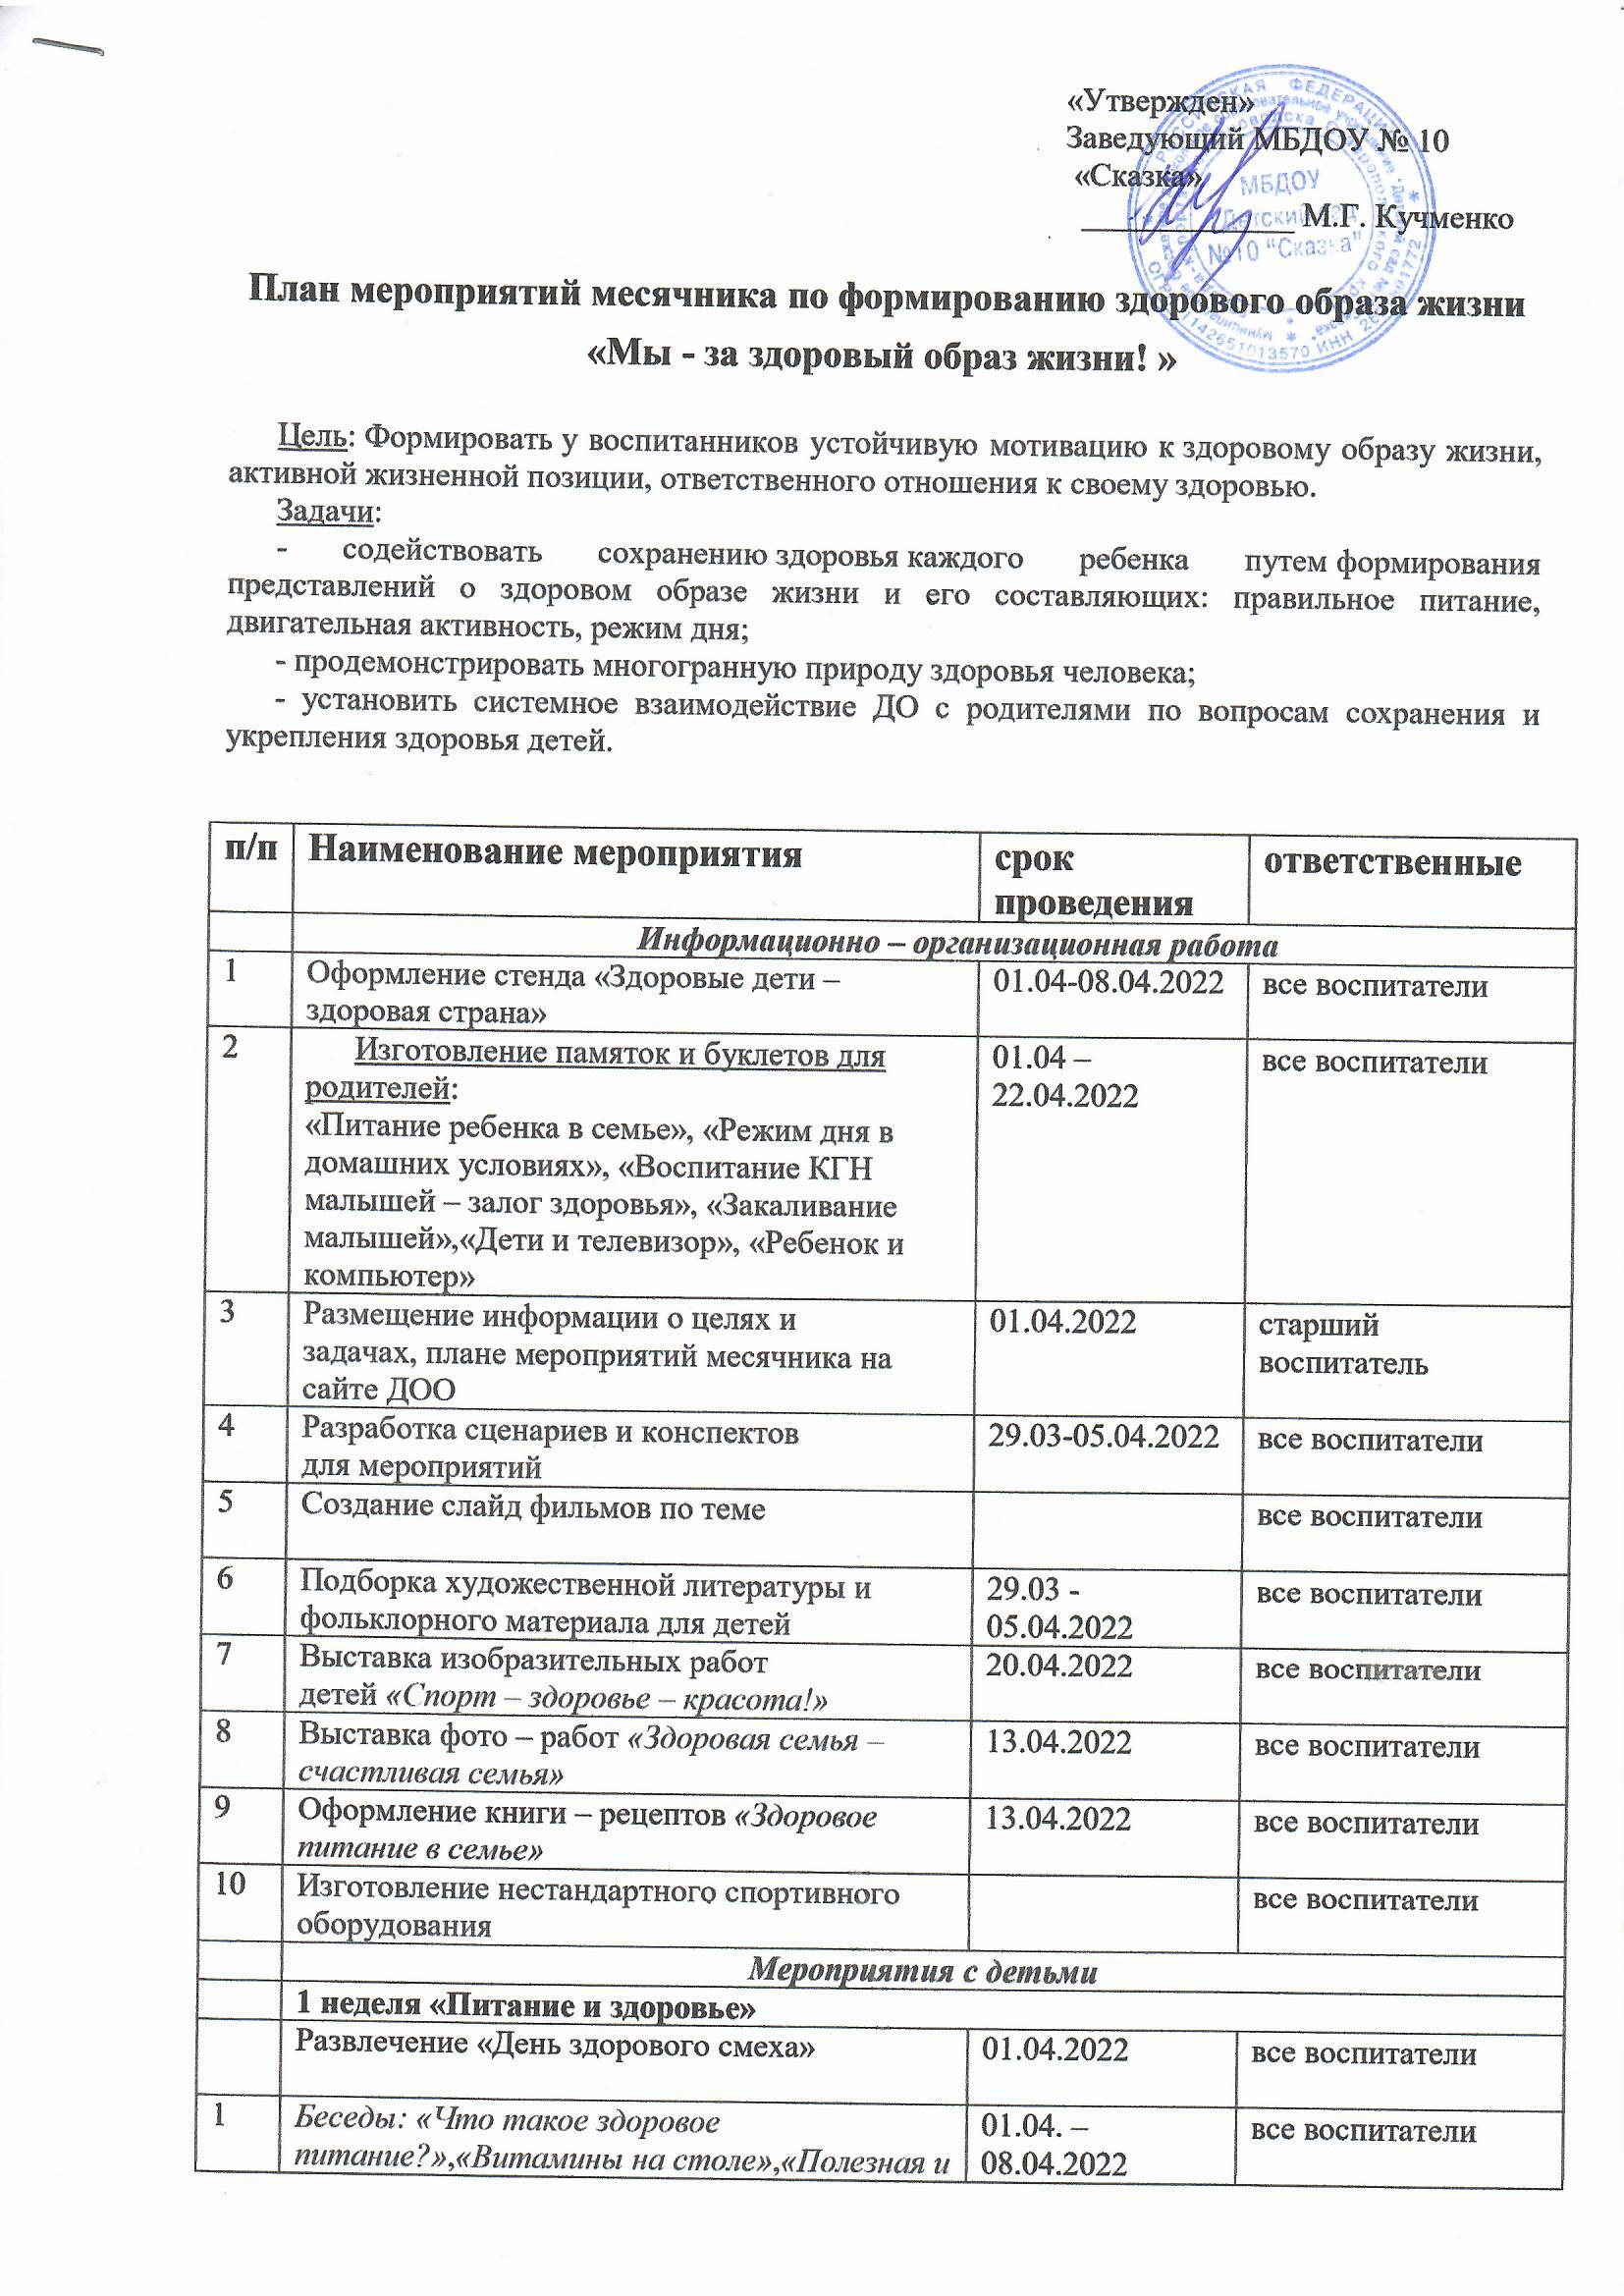 «Утвержден»
Заведующий МБДОУ № 10
«Сказка»
М.Г. Кучменко
МБДОУ
Детский сад
№10 “Сказка”
План мероприятий месячника по формированию здорового образа жизни
«Мы - за здоровый образ жизни! »
Цель: Формировать у воспитанников устойчивую мотивацию к здоровому образу жизни,
активной жизненной позиции, ответственного отношения к своему здоровью.
Задачи:
- содействовать сохранению здоровья каждого ребенка путем формирования
представлений о здоровом образе жизни и его составляющих: правильное питание,
двигательная активность, режим дня;
- продемонстрировать многогранную природу здоровья человека;
- установить системное взаимодействие ДО с родителями по вопросам сохранения и
укрепления здоровья детей.
п/п Наименование мероприятия срок ответственные
проведения
Информационно – организационная работа
1 Оформление стенда «Здоровые дети – 01.04-08.04.2022 все воспитатели
здоровая страна»
2 Изготовление памяток и буклетов для 01.04 – все воспитатели
родителей: 22.04.2022
«Питание ребенка в семье», «Режим дня в
домашних условиях», «Воспитание КГН
малышей – залог здоровья», «Закаливание
малышей»,«Дети и телевизор», «Ребенок и
компьютер»
3 Размещение информации о целях и 01.04.2022 старший
задачах, плане мероприятий месячника на воспитатель
сайте ДОО
4 Разработка сценариев и конспектов 29.03-05.04.2022 все воспитатели
для мероприятий
5 Создание слайд фильмов по теме все воспитатели
6 Подборка художественной литературы и 29.03 - все воспитатели
фольклорного материала для детей 05.04.2022
7 Выставка изобразительных работ 20.04.2022 все воспитатели
детей «Спорт – здоровье – красота!»
8 Выставка фото – работ «Здоровая семья – 13.04.2022 все воспитатели
счастливая семья»
9 Оформление книги – рецептов «Здоровое 13.04.2022 все воспитатели
питание в семье»
10 Изготовление нестандартного спортивного все воспитатели
оборудования
Мероприятия с детьми
1 неделя «Питание и здоровье»
Развлечение «День здорового смеха» 01.04.2022 все воспитатели
1 Беседы: «Что такое здоровое 01.04. – все воспитатели
питание?»,«Витамины на столе»,«Полезная и 08.04.2022